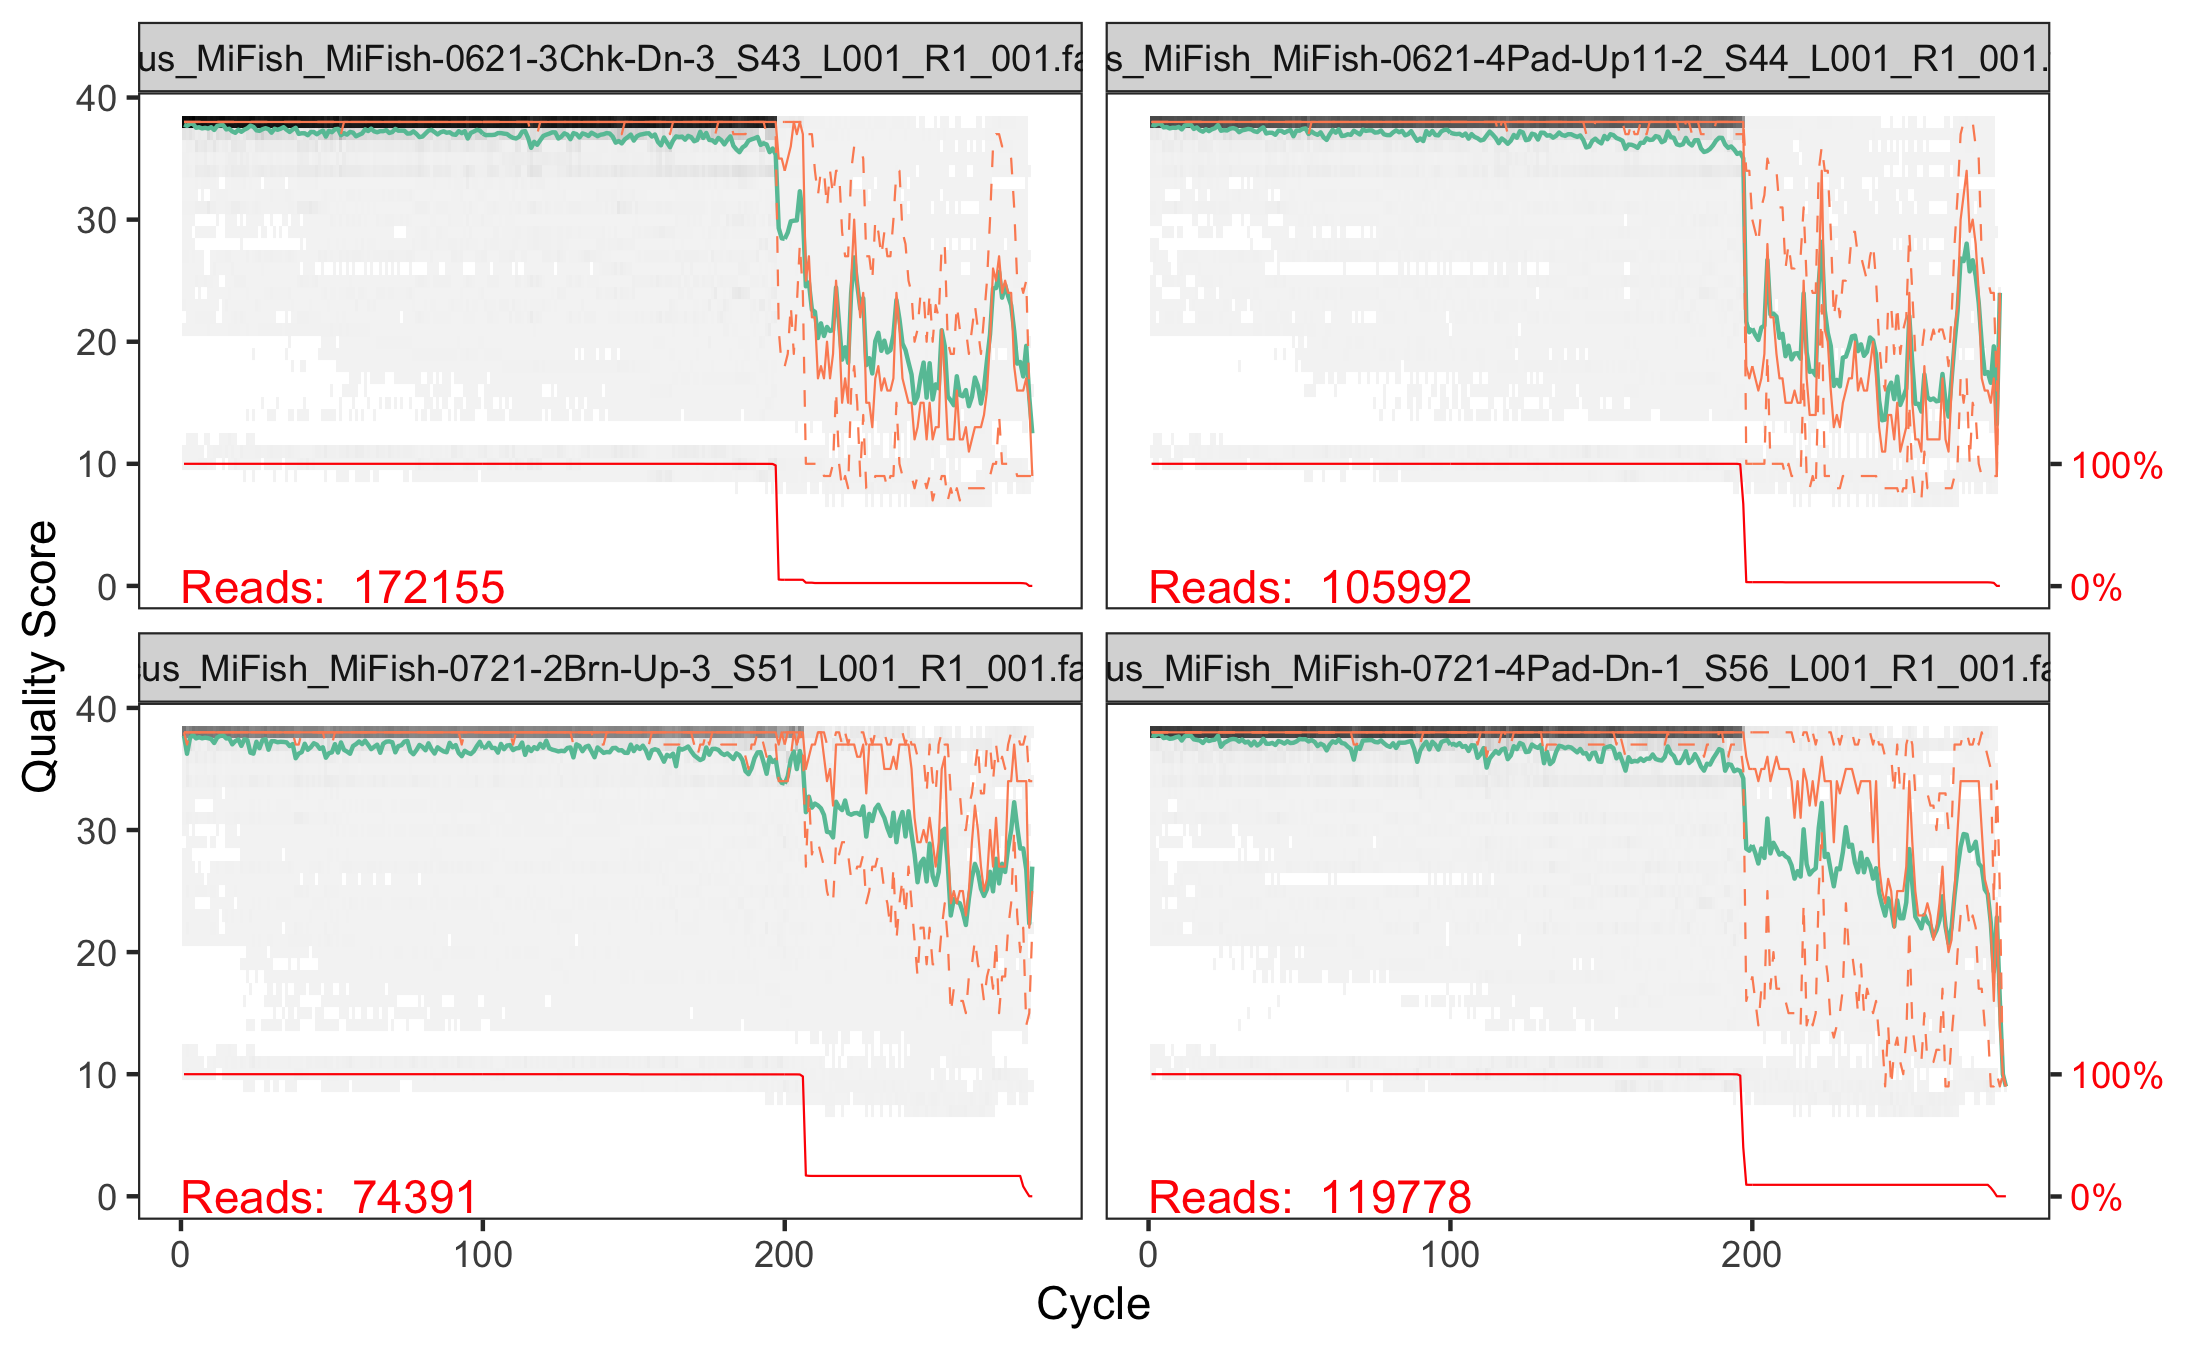 us_MiFish_MiFish-0621-3Chk-Dn-3_S43_L001_R1_001.fa
s_MiFish_MiFish-0621-4Pad-Up11-2_S44_L001_R1_001.
40
30
20
10
0
Reads: 172155
Reads: 105992
100%
0%
Quality Score
us_MiFish_MiFish-0721-2Brn-Up-3_S51_L001_R1_001.fa
us_MiFish_MiFish-0721-4Pad-Dn-1_S56_L001_R1_001.fa
40
30
20
10
0
Reads: 74391
Reads: 119778
100%
0%
0 100 200
0 100 200
Cycle